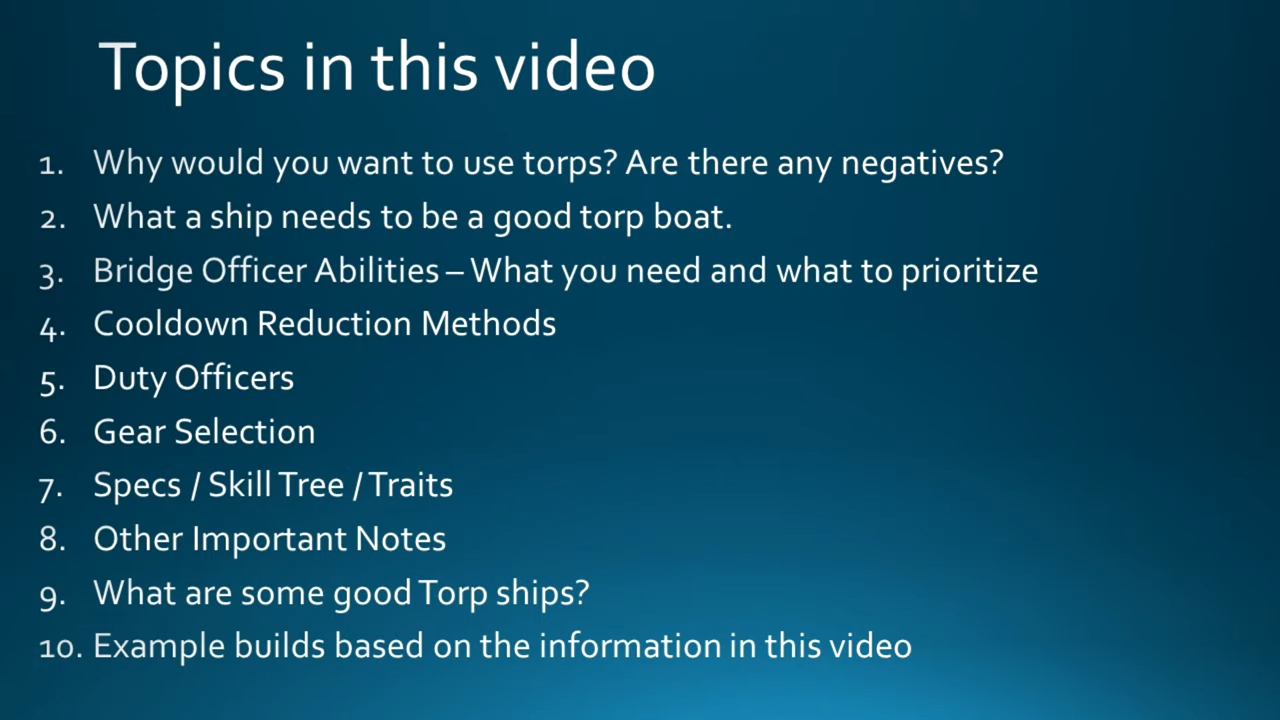 Topics in this video
1. Why would you want to use torps? Are there any negatives?
2. What a ship needs to be a good torp boat.
3. Bridge Officer Abilities – What you need and what to prioritize
4. Cooldown Reduction Methods
5. Duty Officers
6. Gear Selection
7. Specs / Skill Tree / Traits
8. Other Important Notes
9. What are some good Torp ships?
10. Example builds based on the information in this video